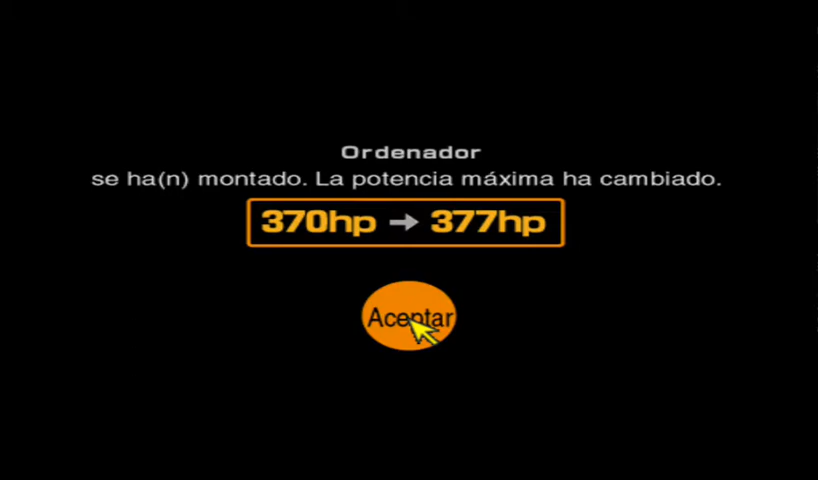 Ordenador
se ha(n) montado. La potencia máxima ha cambiado.
370hp → 377hp
Aceptar